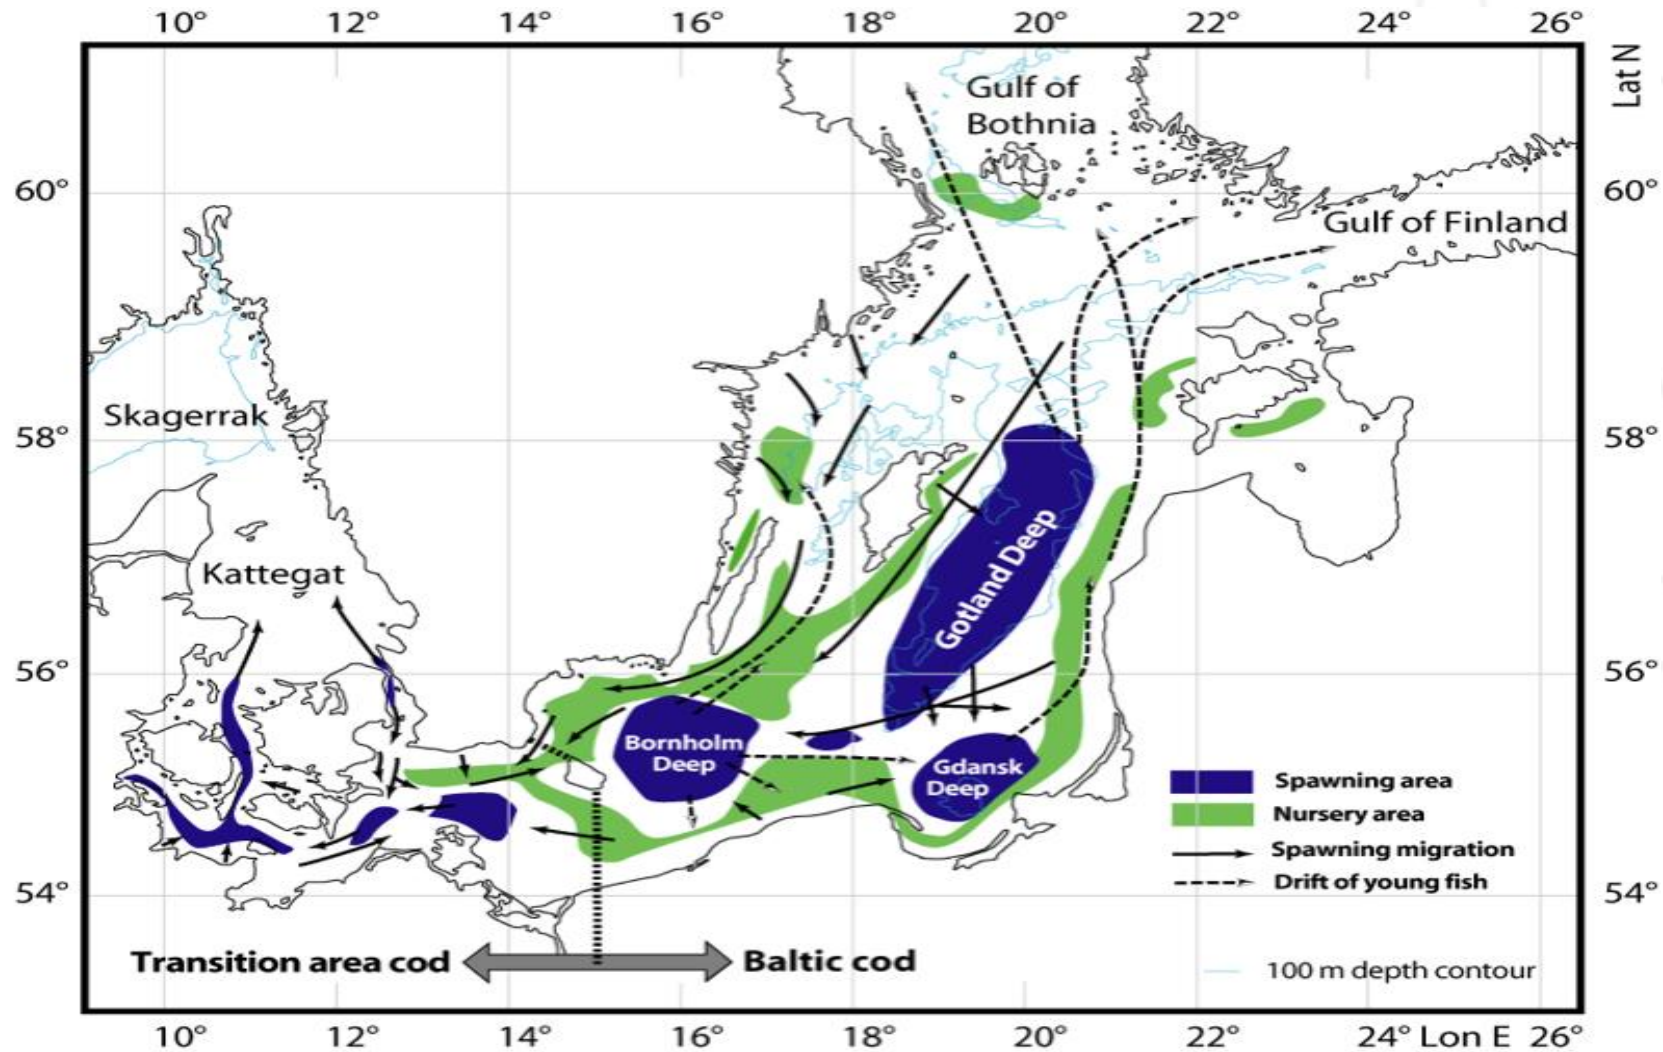 10° 12° 14° 16° 18° 20° 22° 24° 26°
Lat N
Gulf of
Bothnia
60° 60°
Gulf of Finland
Skagerrak
58° 58°
Kattegat
Gotland Deep
56° 56°
Bornholm
Deep
Gdansk
Deep
Spawning area
Nursery area
Spawning migration
Drift of young fish
54° 54°
Transition area cod Baltic cod
100 m depth contour
10° 12° 14° 16° 18° 20° 22° 24° Lon E 26°